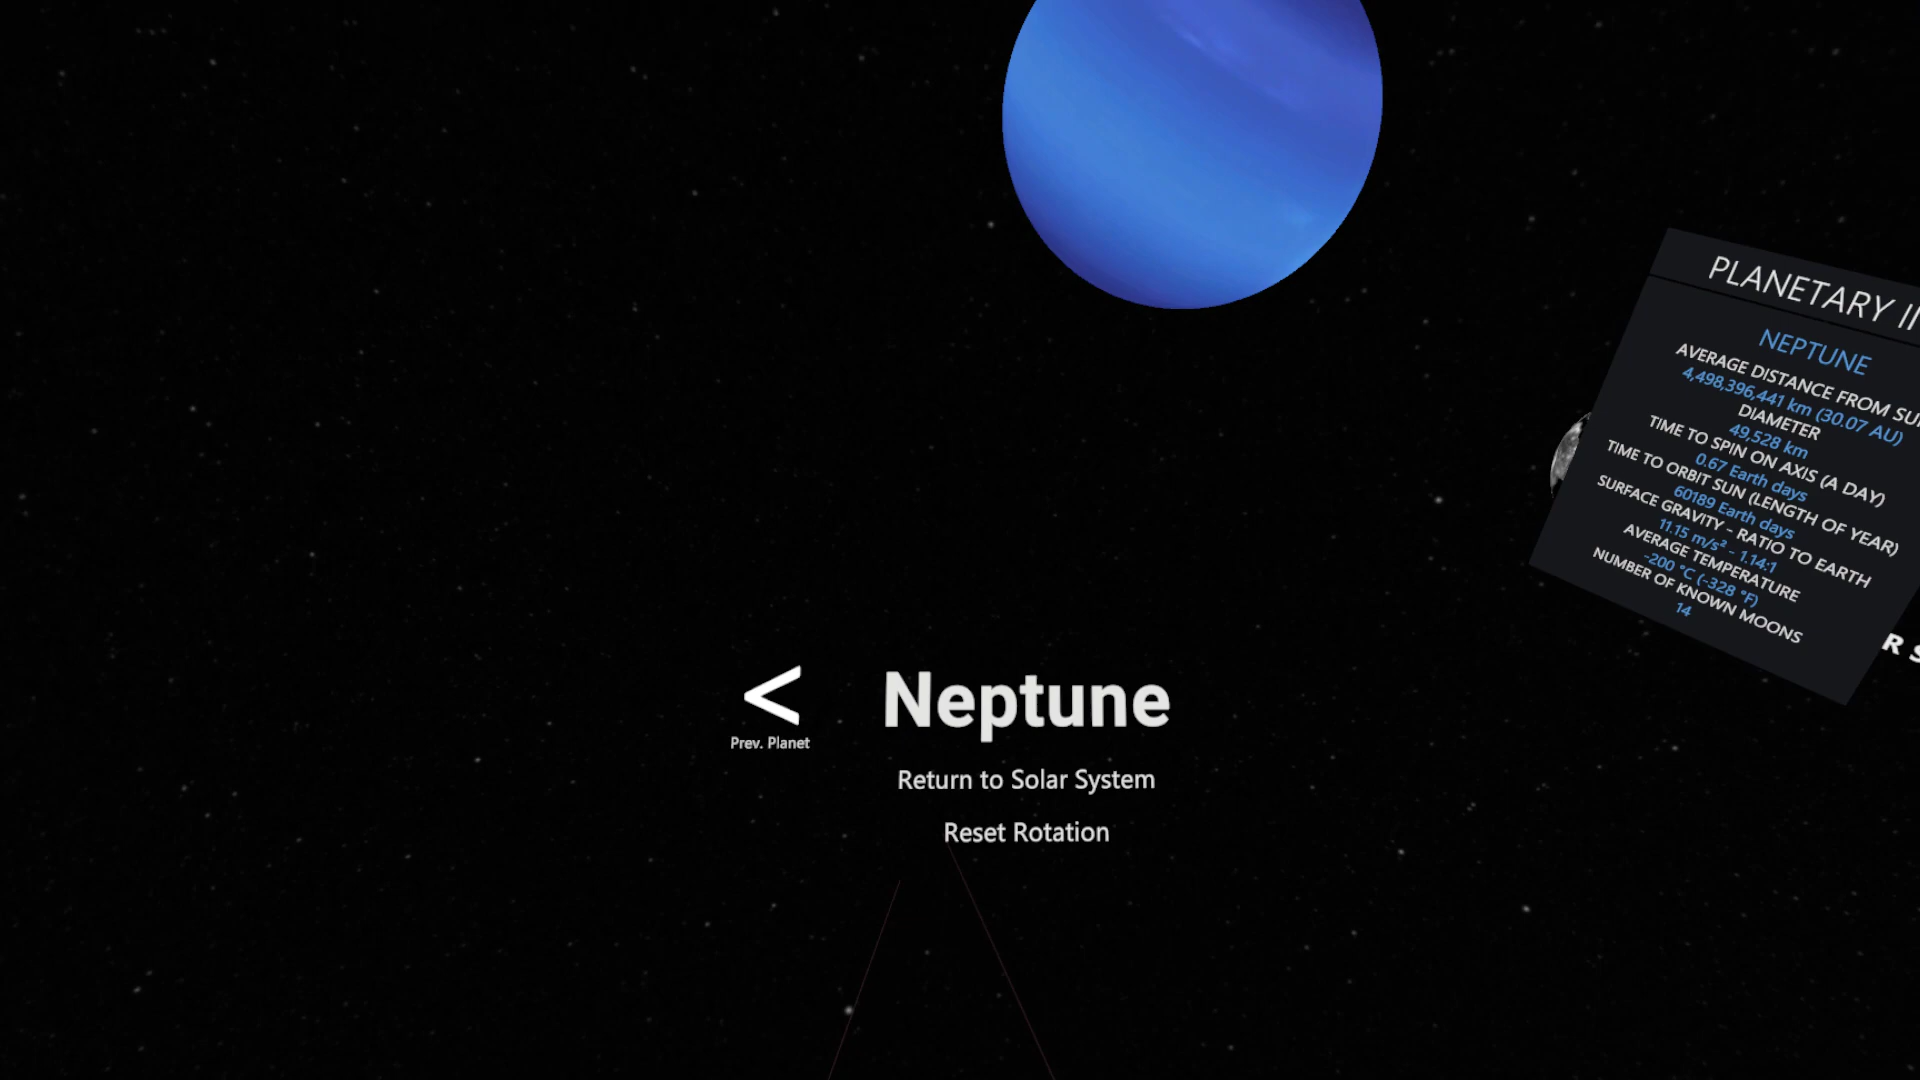 PLANETARY
NEPTUNE
AVERAGE DISTANCE FROM
4,498,396,441 km (30.07 AU)
DIAMETER
49,528 km
TIME TO SPIN ON AXIS (A DAY)
0.67 Earth days
TIME TO ORBIT SUN (LENGTH OF YEAR)
60189 Earth days
SURFACE GRAVITY - RATIO TO EARTH
11.15 m/s² - 1.14:1
AVERAGE TEMPERATURE
-200 °C (-328 °F)
NUMBER OF KNOWN MOONS
14
<
Neptune
Prev. Planet
Return to Solar System
Reset Rotation